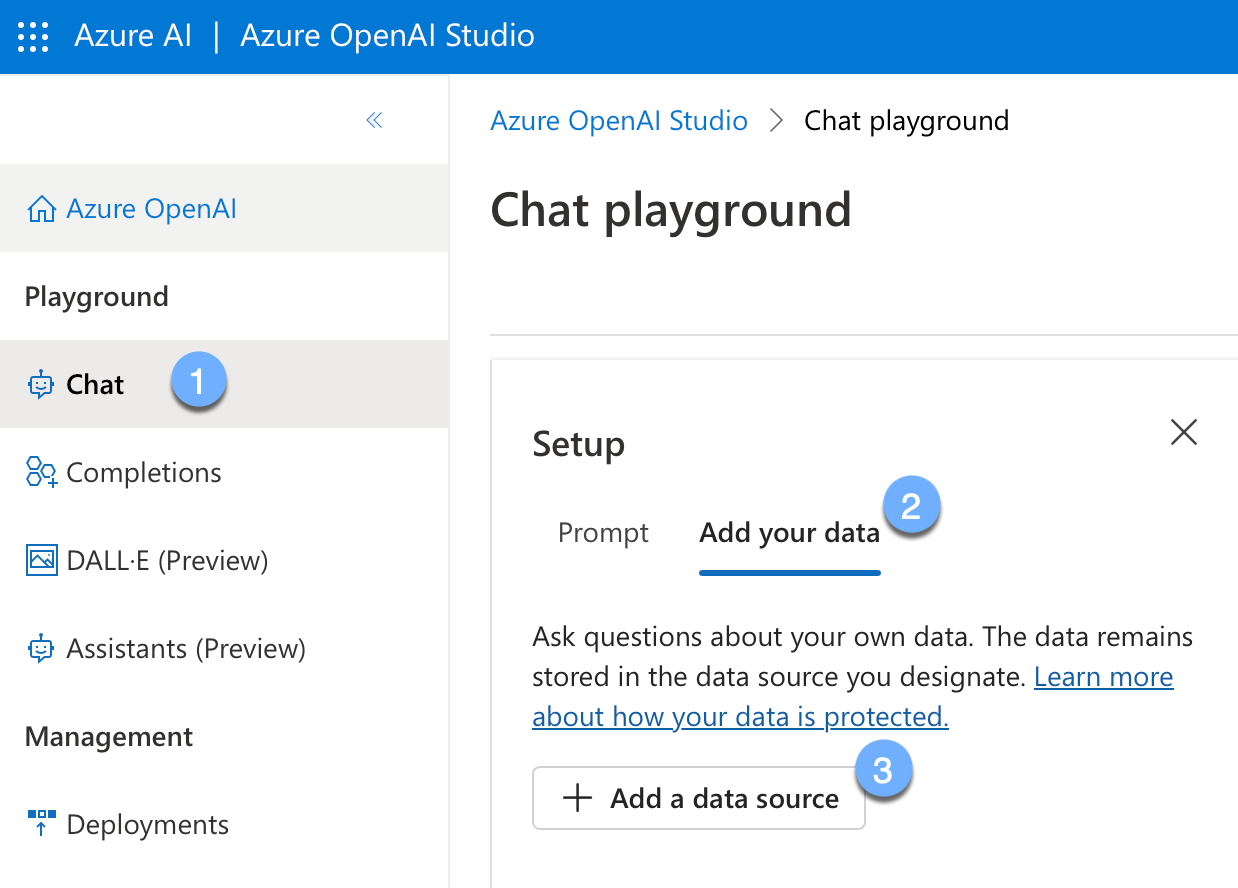 Azure AI | Azure OpenAI Studio
«
Azure OpenAI
Playground
Chat 1
Completions
DALL·E (Preview)
Assistants (Preview)
Management
Deployments
Azure OpenAI Studio > Chat playground
Chat playground
Setup
Prompt Add your data 2
Ask questions about your own data. The data remains
stored in the data source you designate. Learn more
about how your data is protected.
+ Add a data source 3